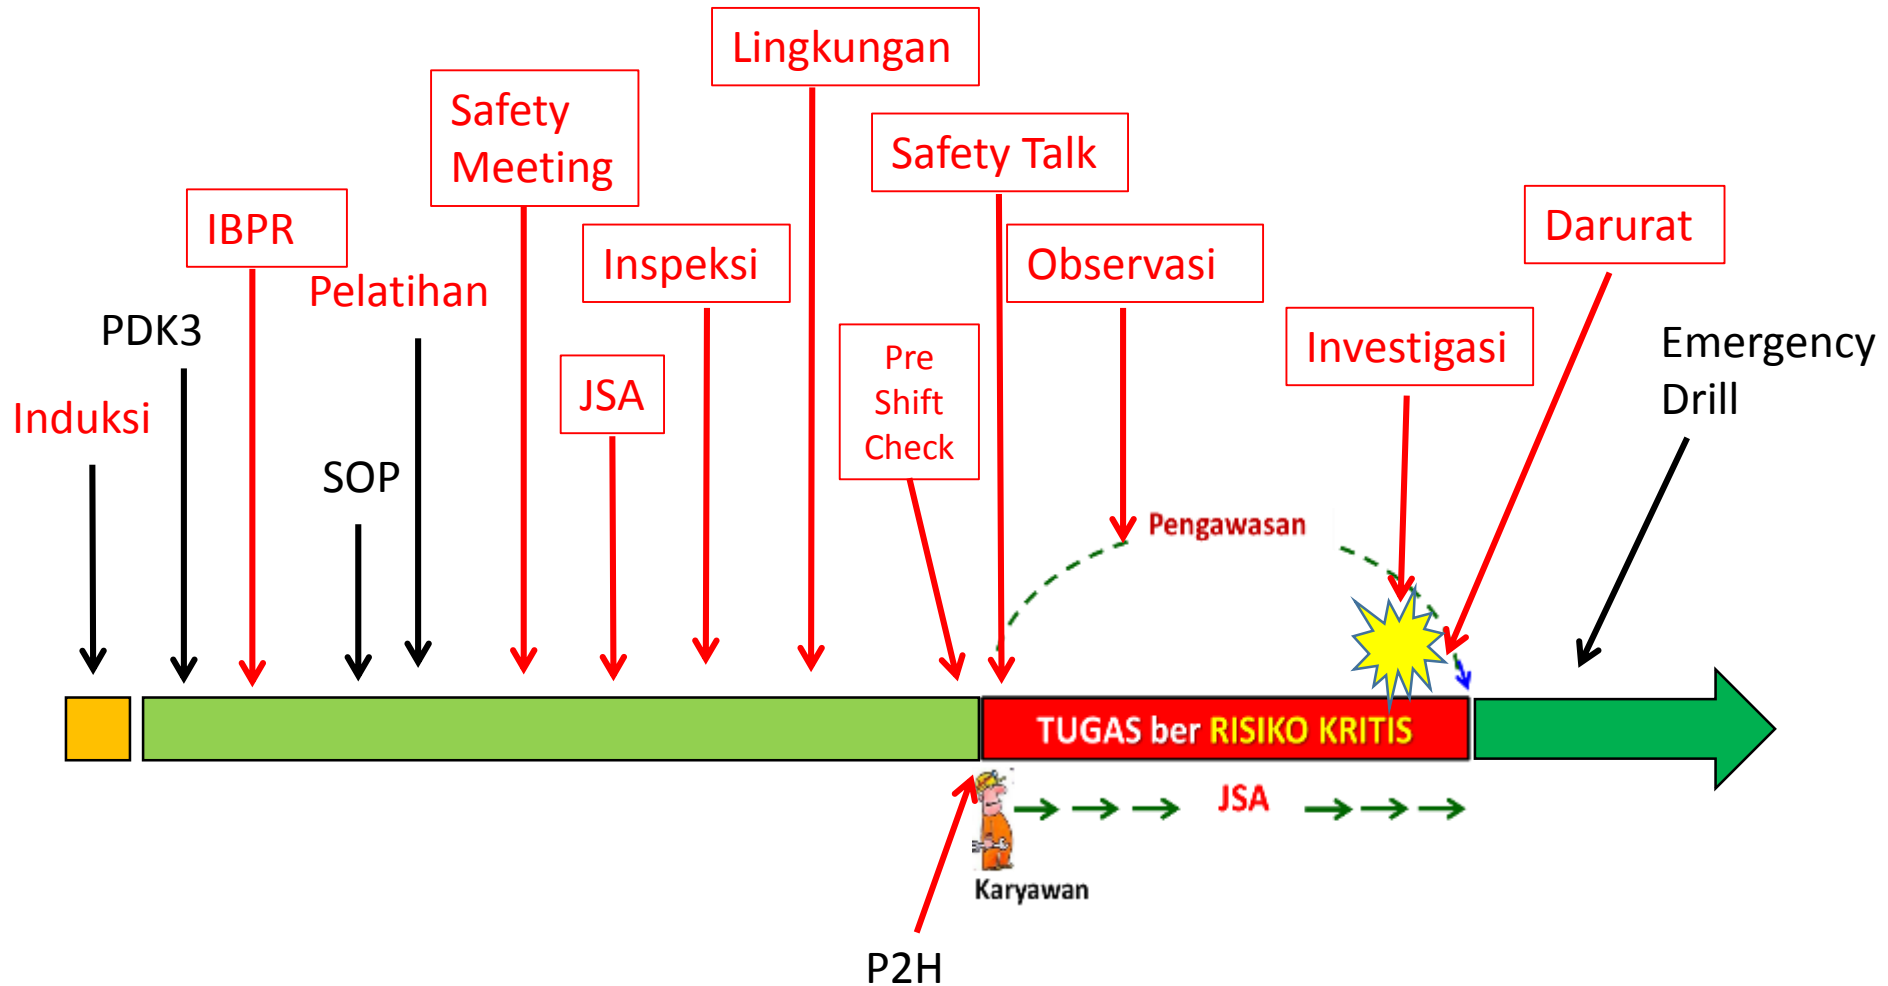 Lingkungan
Safety
Meeting
Safety Talk
IBPR
Darurat
Inspeksi
Observasi
Pelatihan
PDK3
Investigasi
Emergency
Drill
Pre
Shift
Check
JSA
Induksi
SOP
Pengawasan
TUGAS ber RISIKO KRITIS
JSA
Karyawan
P2H